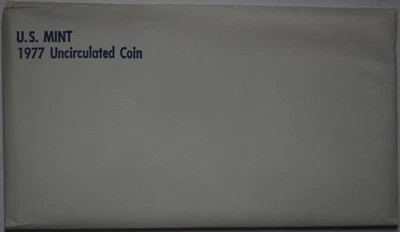 U.S. MINT
1977 Uncirculated Coin